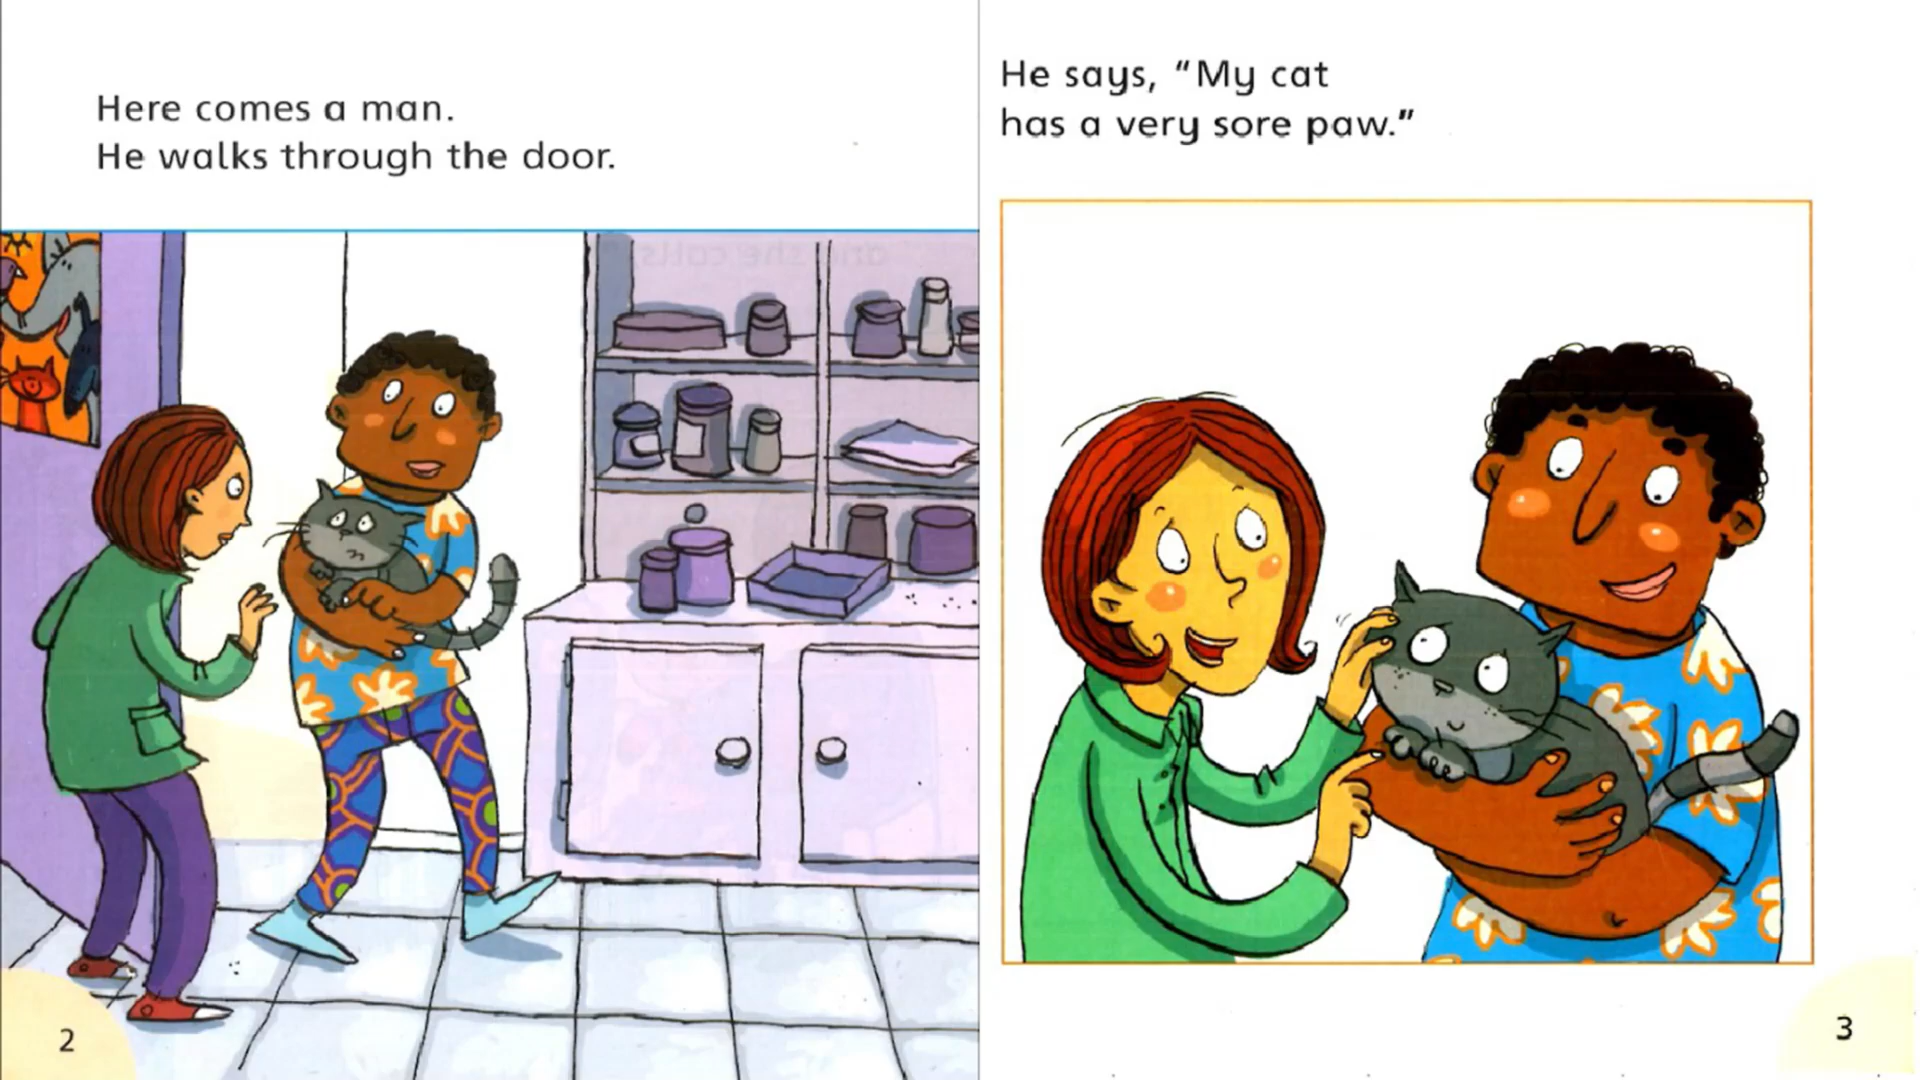 Here comes a man.
He walks through the door.
2
He says, “My cat
has a very sore paw.”
3